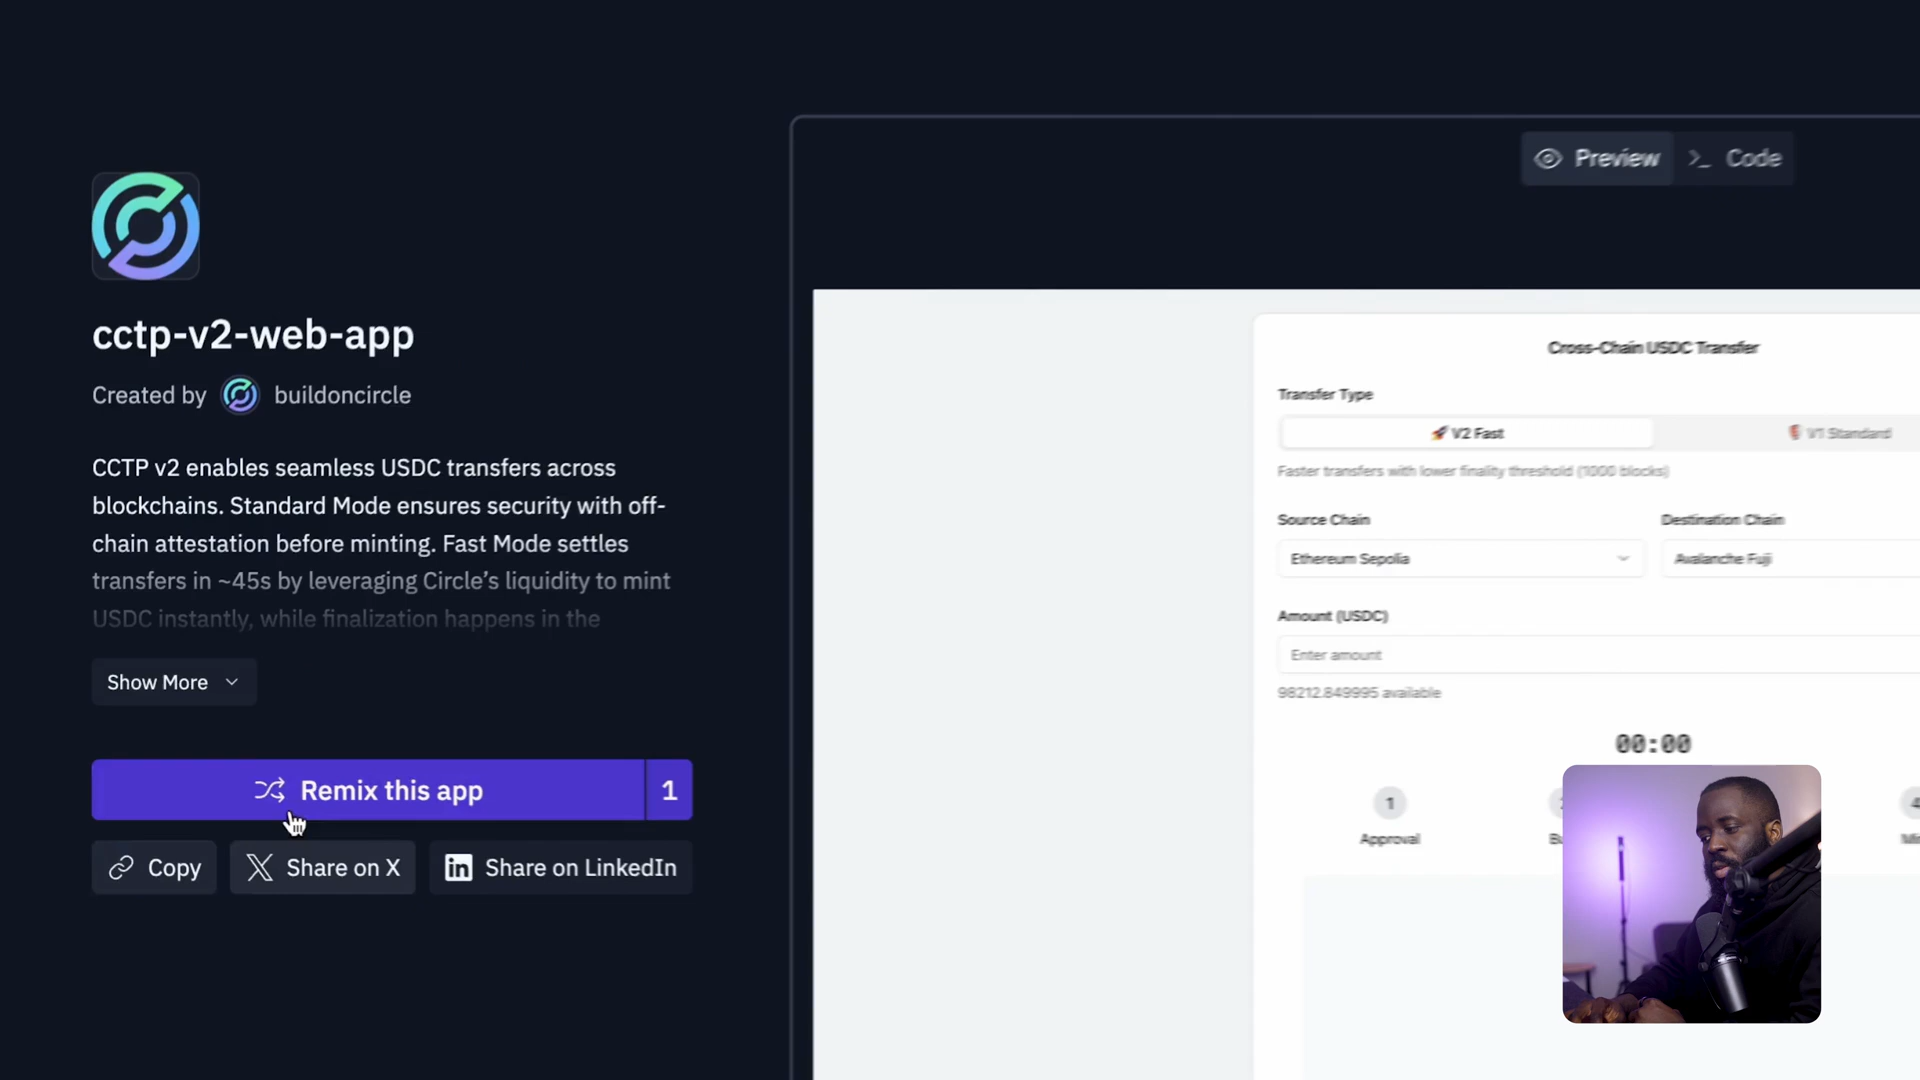 Preview
Code
cctp-v2-web-app
Created by buildoncircle
CCTP v2 enables seamless USDC transfers across
blockchains. Standard Mode ensures security with off-
chain attestation before minting. Fast Mode settles
transfers in ~45s by leveraging Circle’s liquidity to mint
USDC instantly, while finalization happens in the
Show More
Remix this app 1
Copy
Share on X
Share on LinkedIn
Cross-Chain USDC Transfer
Transfer Type
V2 Fast
V1 Standard
Faster transfers with lower finality threshold (1000 blocks)
Source Chain
Destination Chain
Ethereum Sepolia
Avalanche Fuji
Amount (USDC)
Enter amount
98212.849995 available
00:00
1
Approval